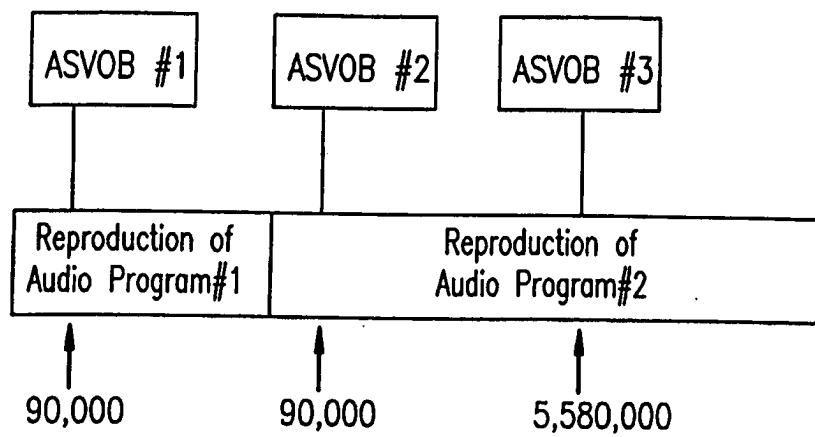 ASVOB #1
ASVOB #2
ASVOB #3
Reproduction of
Audio Program#1
Reproduction of
Audio Program#2
90,000
90,000
5,580,000